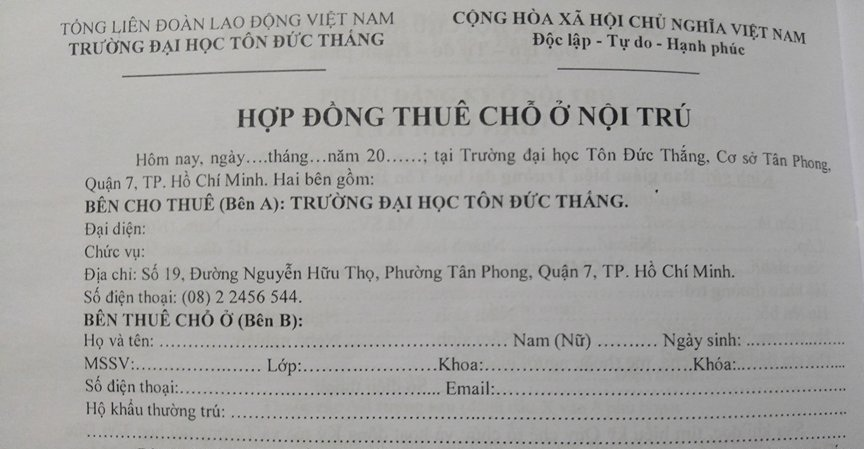 TỔNG LIÊN ĐOÀN LAO ĐỘNG VIỆT NAM
TRƯỜNG ĐẠI HỌC TÔN ĐỨC THẮNG
CỘNG HÒA XÃ HỘI CHỦ NGHĨA VIỆT NAM
Độc lập - Tự do - Hạnh phúc
HỢP ĐỒNG THUÊ CHỖ Ở NỘI TRÚ
Hôm nay, ngày....tháng...năm 20......; tại Trường đại học Tôn Đức Thắng, Cơ sở Tân Phong,
Quận 7, TP. Hồ Chí Minh. Hai bên gồm:
BÊN CHO THUÊ (Bên A): TRƯỜNG ĐẠI HỌC TÔN ĐỨC THẮNG.
Đại diện:
Chức vụ:
Địa chỉ: Số 19, Đường Nguyễn Hữu Thọ, Phường Tân Phong, Quận 7, TP. Hồ Chí Minh.
Số điện thoại: (08) 2 2456 544.
BÊN THUÊ CHỖ Ở (Bên B):
Họ và tên: ........................................ Nam (Nữ) .......... Ngày sinh: ..................
MSSV:.................... Lớp:........................Khoa:..............................Khóa:....................
Số điện thoại:........................................ Email:..................................................
Hộ khẩu thường trú: ..............................................................................